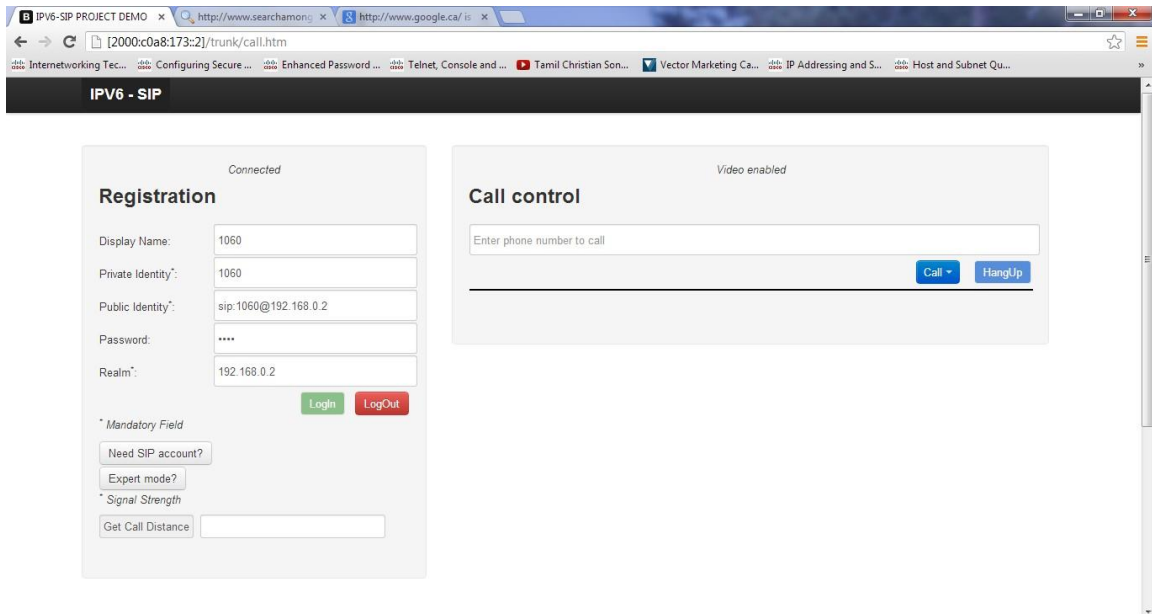 IPV6-SIP PROJECT DEMO
http://www.searchamong
http://www.google.ca/ is
[2000:c0a8:173::2]/trunk/call.htm
Internetworking Tec... Configuring Secure ... Enhanced Password ... Telnet, Console and ... Tamil Christian Son... Vector Marketing Ca... IP Addressing and S... Host and Subnet Qu... »
IPV6 - SIP
Connected
Registration
Display Name: 1060
Private Identity*: 1060
Public Identity*: sip:1060@192.168.0.2
Password: ••••
Realm*: 192.168.0.2
LogIn LogOut
* Mandatory Field
Need SIP account?
Expert mode?
* Signal Strength
Get Call Distance
Video enabled
Call control
Enter phone number to call
Call HangUp